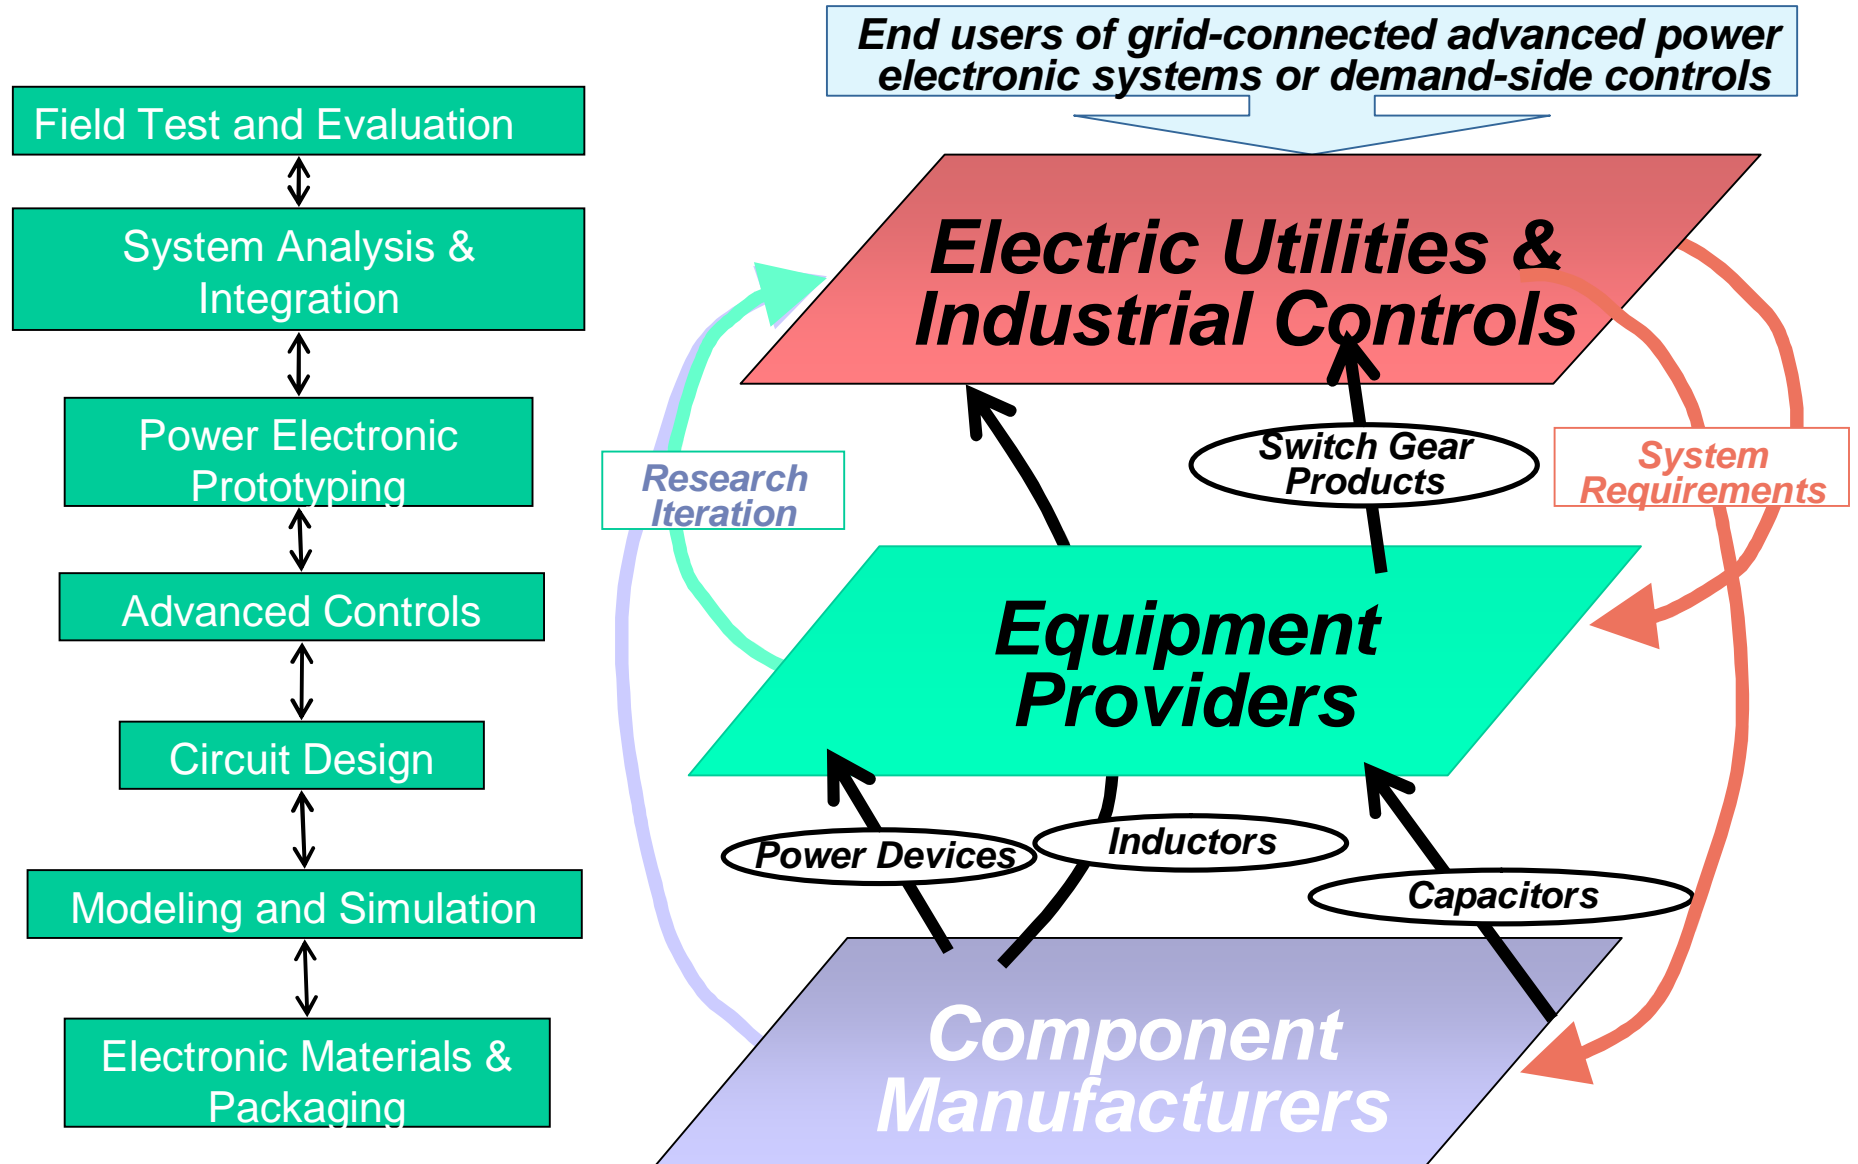 Field Test and Evaluation
System Analysis &
Integration
Power Electronic
Prototyping
Advanced Controls
Circuit Design
Modeling and Simulation
Electronic Materials &
Packaging
End users of grid-connected advanced power
electronic systems or demand-side controls
Electric Utilities &
Industrial Controls
Research
Iteration
Switch Gear
Products
System
Requirements
Equipment
Providers
Power Devices
Inductors
Capacitors
Component
Manufacturers